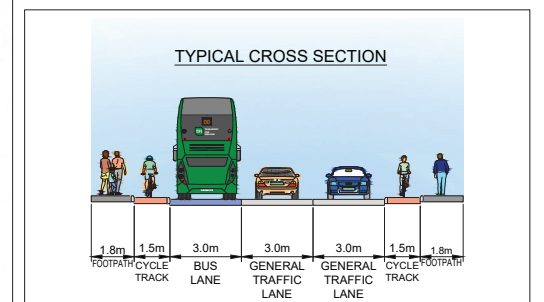 TYPICAL CROSS SECTION
1.8m 1.5m 3.0m 3.0m 3.0m 1.5m 1.8m
FOOTPATH CYCLE TRACK BUS LANE GENERAL TRAFFIC LANE GENERAL TRAFFIC LANE CYCLE TRACK FOOTPATH